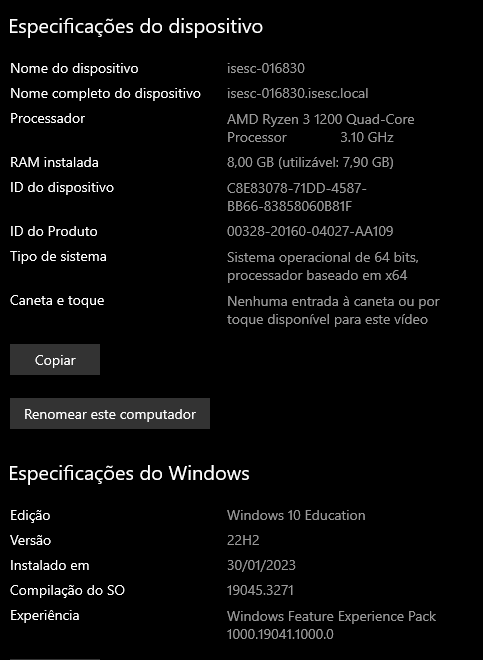 Especificações do dispositivo
Nome do dispositivo isesc-016830
Nome completo do dispositivo isesc-016830.isesc.local
Processador AMD Ryzen 3 1200 Quad-Core
Processor 3.10 GHz
RAM instalada 8,00 GB (utilizável: 7,90 GB)
ID do dispositivo C8E83078-71DD-4587-
BB66-83858060B81F
ID do Produto 00328-20160-04027-AA109
Tipo de sistema Sistema operacional de 64 bits,
processador baseado em x64
Caneta e toque Nenhuma entrada à caneta ou por
toque disponível para este vídeo
Copiar
Renomear este computador
Especificações do Windows
Edição Windows 10 Education
Versão 22H2
Instalado em 30/01/2023
Compilação do SO 19045.3271
Experiência Windows Feature Experience Pack
1000.19041.1000.0